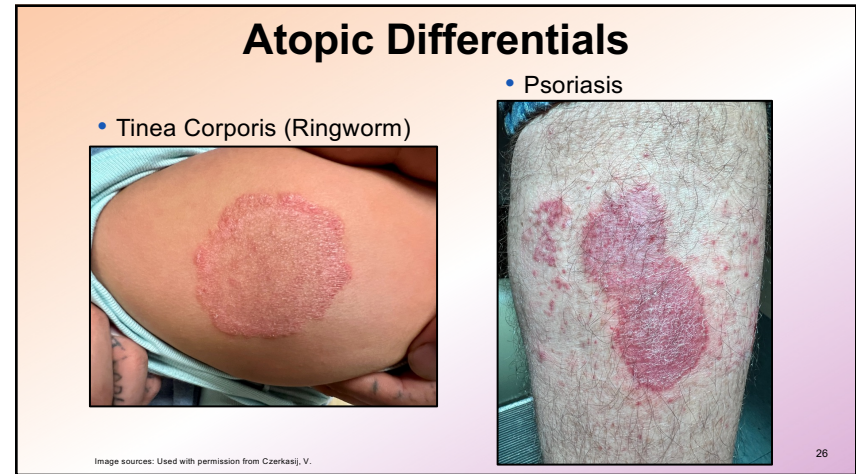 Atopic Differentials
• Psoriasis
• Tinea Corporis (Ringworm)
Image sources: Used with permission from Czerkasij, V.
26